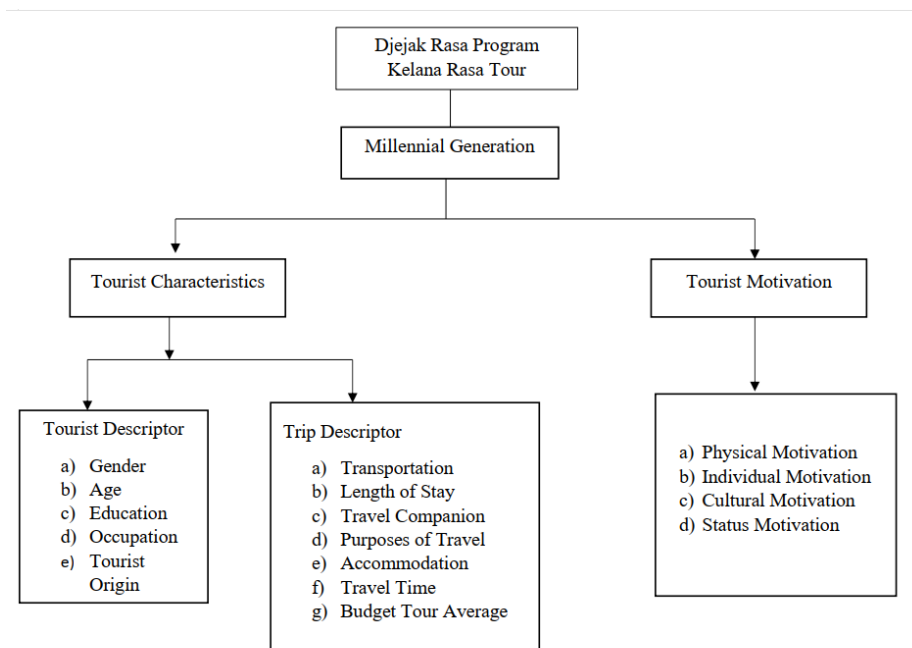 Djejak Rasa Program
Kelana Rasa Tour
Millennial Generation
Tourist Characteristics
Tourist Motivation
Tourist Descriptor
a) Gender
b) Age
c) Education
d) Occupation
e) Tourist
Origin
Trip Descriptor
a) Transportation
b) Length of Stay
c) Travel Companion
d) Purposes of Travel
e) Accommodation
f) Travel Time
g) Budget Tour Average
a) Physical Motivation
b) Individual Motivation
c) Cultural Motivation
d) Status Motivation